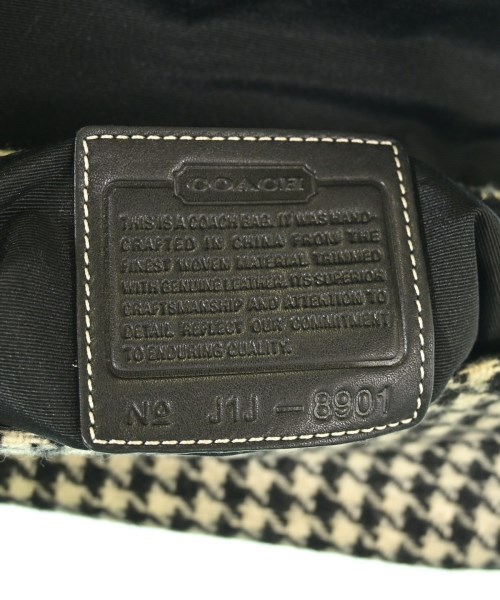 COACH
THIS IS A COACH BAG. IT WAS HAND-
CRAFTED IN CHINA FROM THE
FINEST WOVEN MATERIAL TRIMMED
WITH GENUINE LEATHER. ITS SUPERIOR
CRAFTSMANSHIP AND ATTENTION TO
DETAIL REFLECT OUR COMMITMENT
TO ENDURING QUALITY.
Nº J1J-8901